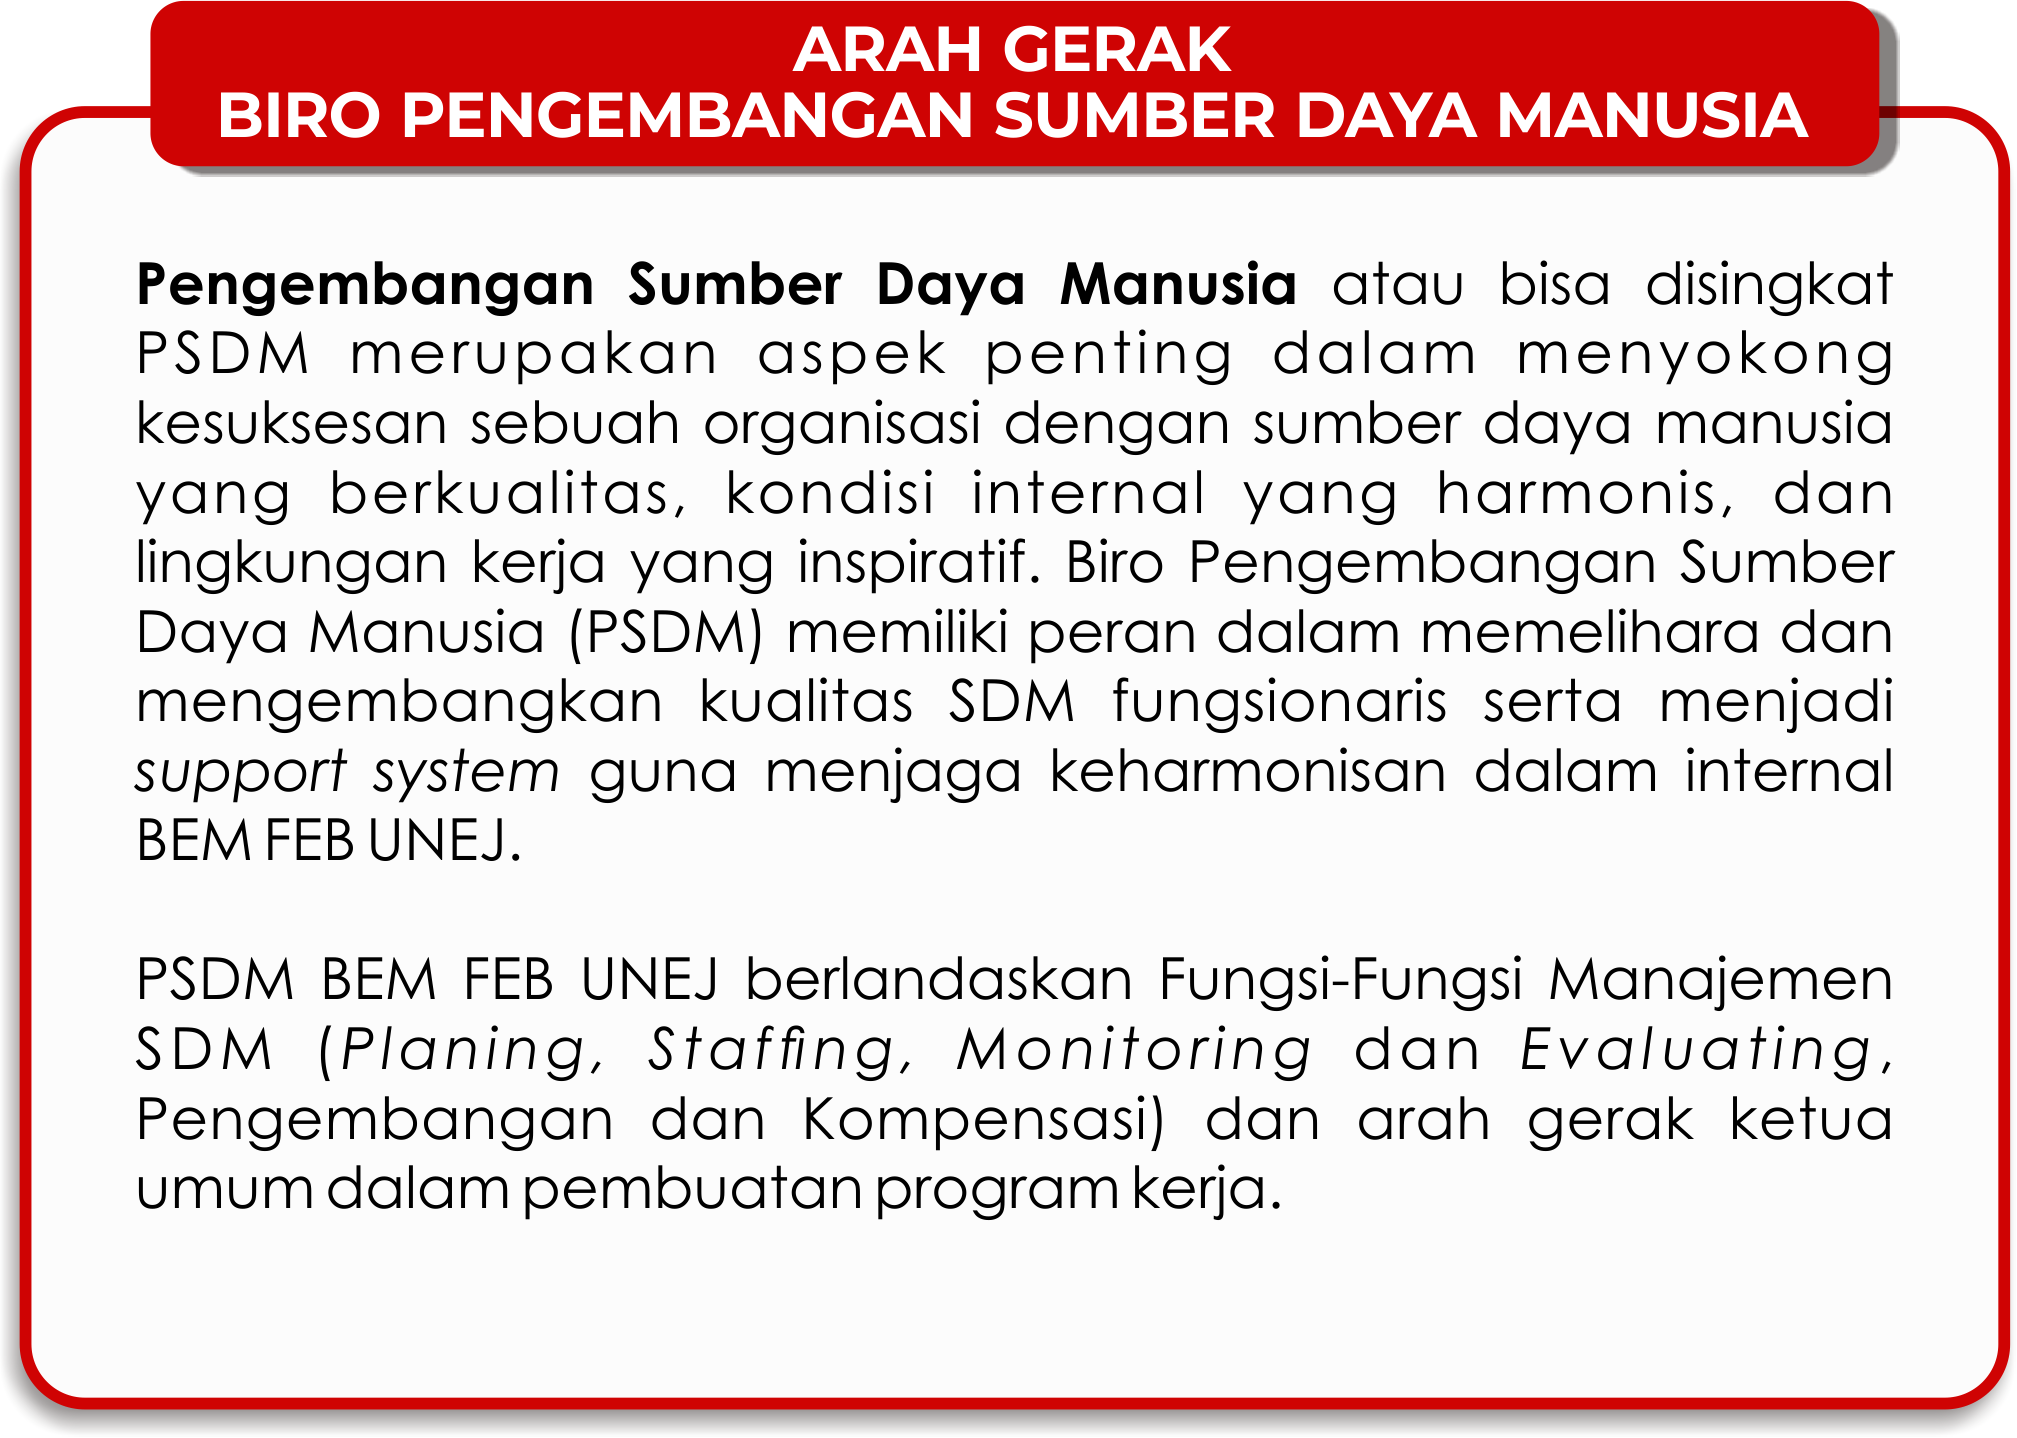 ARAH GERAK
BIRO PENGEMBANGAN SUMBER DAYA MANUSIA
Pengembangan Sumber Daya Manusia atau bisa disingkat
PSDM merupakan aspek penting dalam menyokong
kesuksesan sebuah organisasi dengan sumber daya manusia
yang berkualitas, kondisi internal yang harmonis, dan
lingkungan kerja yang inspiratif. Biro Pengembangan Sumber
Daya Manusia (PSDM) memiliki peran dalam memelihara dan
mengembangkan kualitas SDM fungsionaris serta menjadi
support system guna menjaga keharmonisan dalam internal
BEM FEB UNEJ.
PSDM BEM FEB UNEJ berlandaskan Fungsi-Fungsi Manajemen
SDM (Planing, Staffing, Monitoring dan Evaluating,
Pengembangan dan Kompensasi) dan arah gerak ketua
umum dalam pembuatan program kerja.